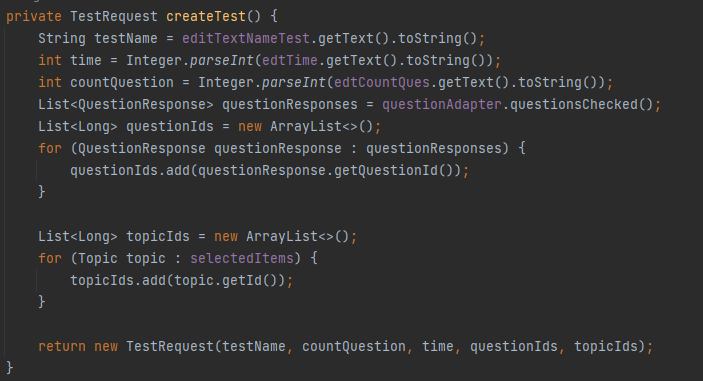 private TestRequest createTest() {
    String testName = editTextNameTest.getText().toString();
    int time = Integer.parseInt(edtTime.getText().toString());
    int countQuestion = Integer.parseInt(edtCountQues.getText().toString());
    List<QuestionResponse> questionResponses = questionAdapter.questionsChecked();
    List<Long> questionIds = new ArrayList<>();
    for (QuestionResponse questionResponse : questionResponses) {
        questionIds.add(questionResponse.getQuestionId());
    }

    List<Long> topicIds = new ArrayList<>();
    for (Topic topic : selectedItems) {
        topicIds.add(topic.getId());
    }

    return new TestRequest(testName, countQuestion, time, questionIds, topicIds);
}